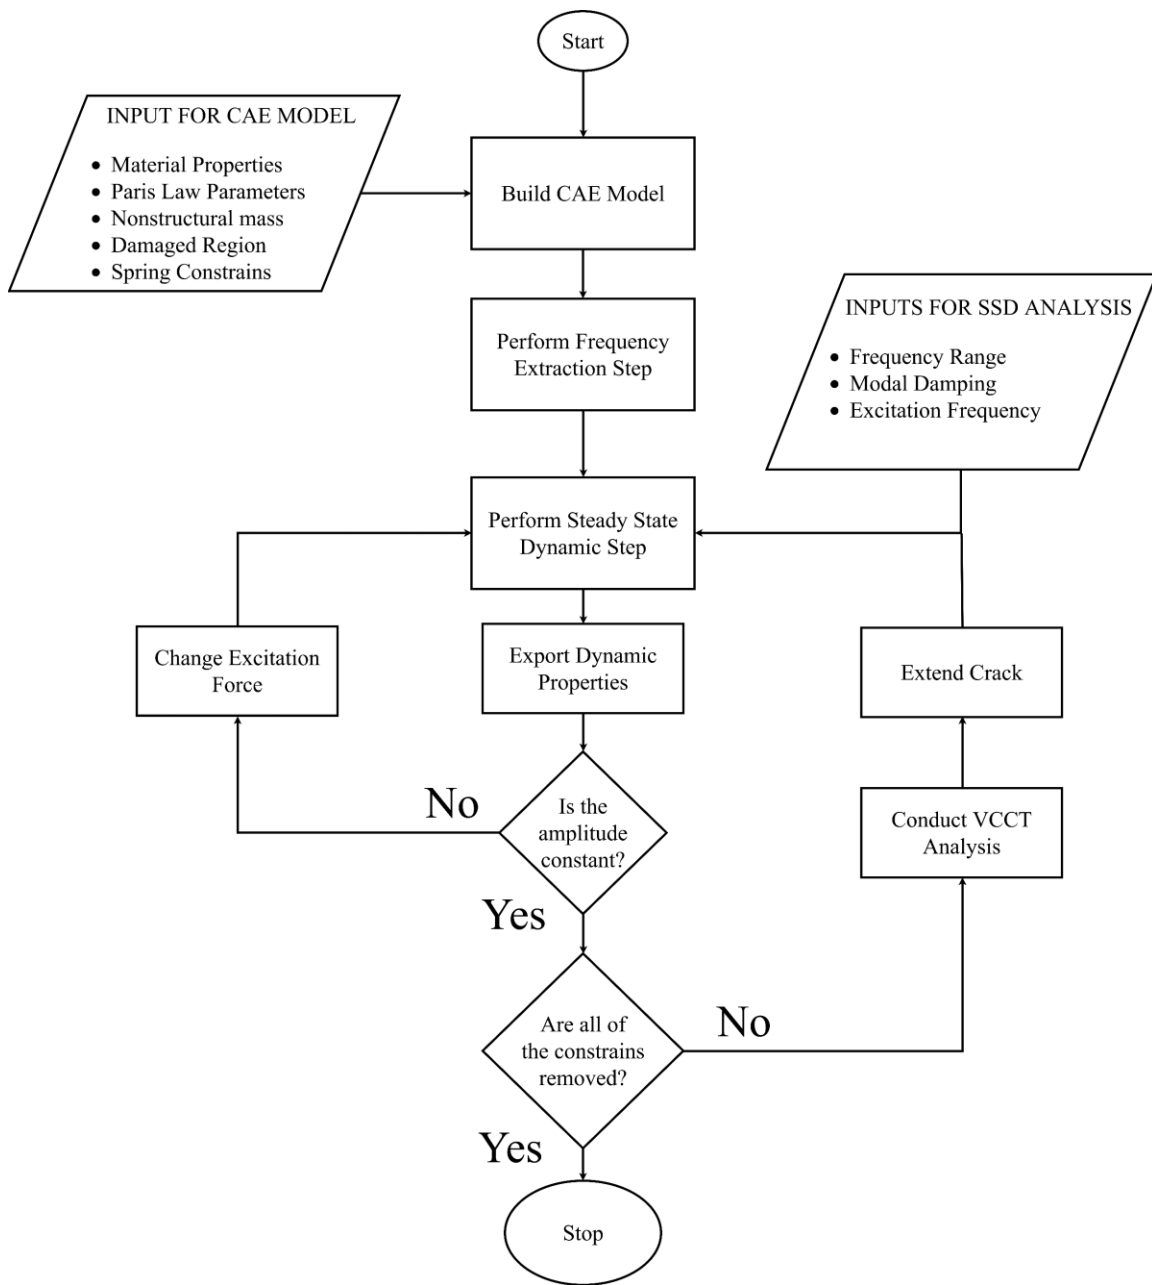 Start
INPUT FOR CAE MODEL
• Material Properties
• Paris Law Parameters
• Nonstructural mass
• Damaged Region
• Spring Constrains
Build CAE Model
Perform Frequency
Extraction Step
INPUTS FOR SSD ANALYSIS
• Frequency Range
• Modal Damping
• Excitation Frequency
Perform Steady State
Dynamic Step
Change Excitation
Force
Export Dynamic
Properties
Extend Crack
No
Is the
amplitude
constant?
Conduct VCCT
Analysis
Yes
Are all of
the constrains
removed?
No
Yes
Stop